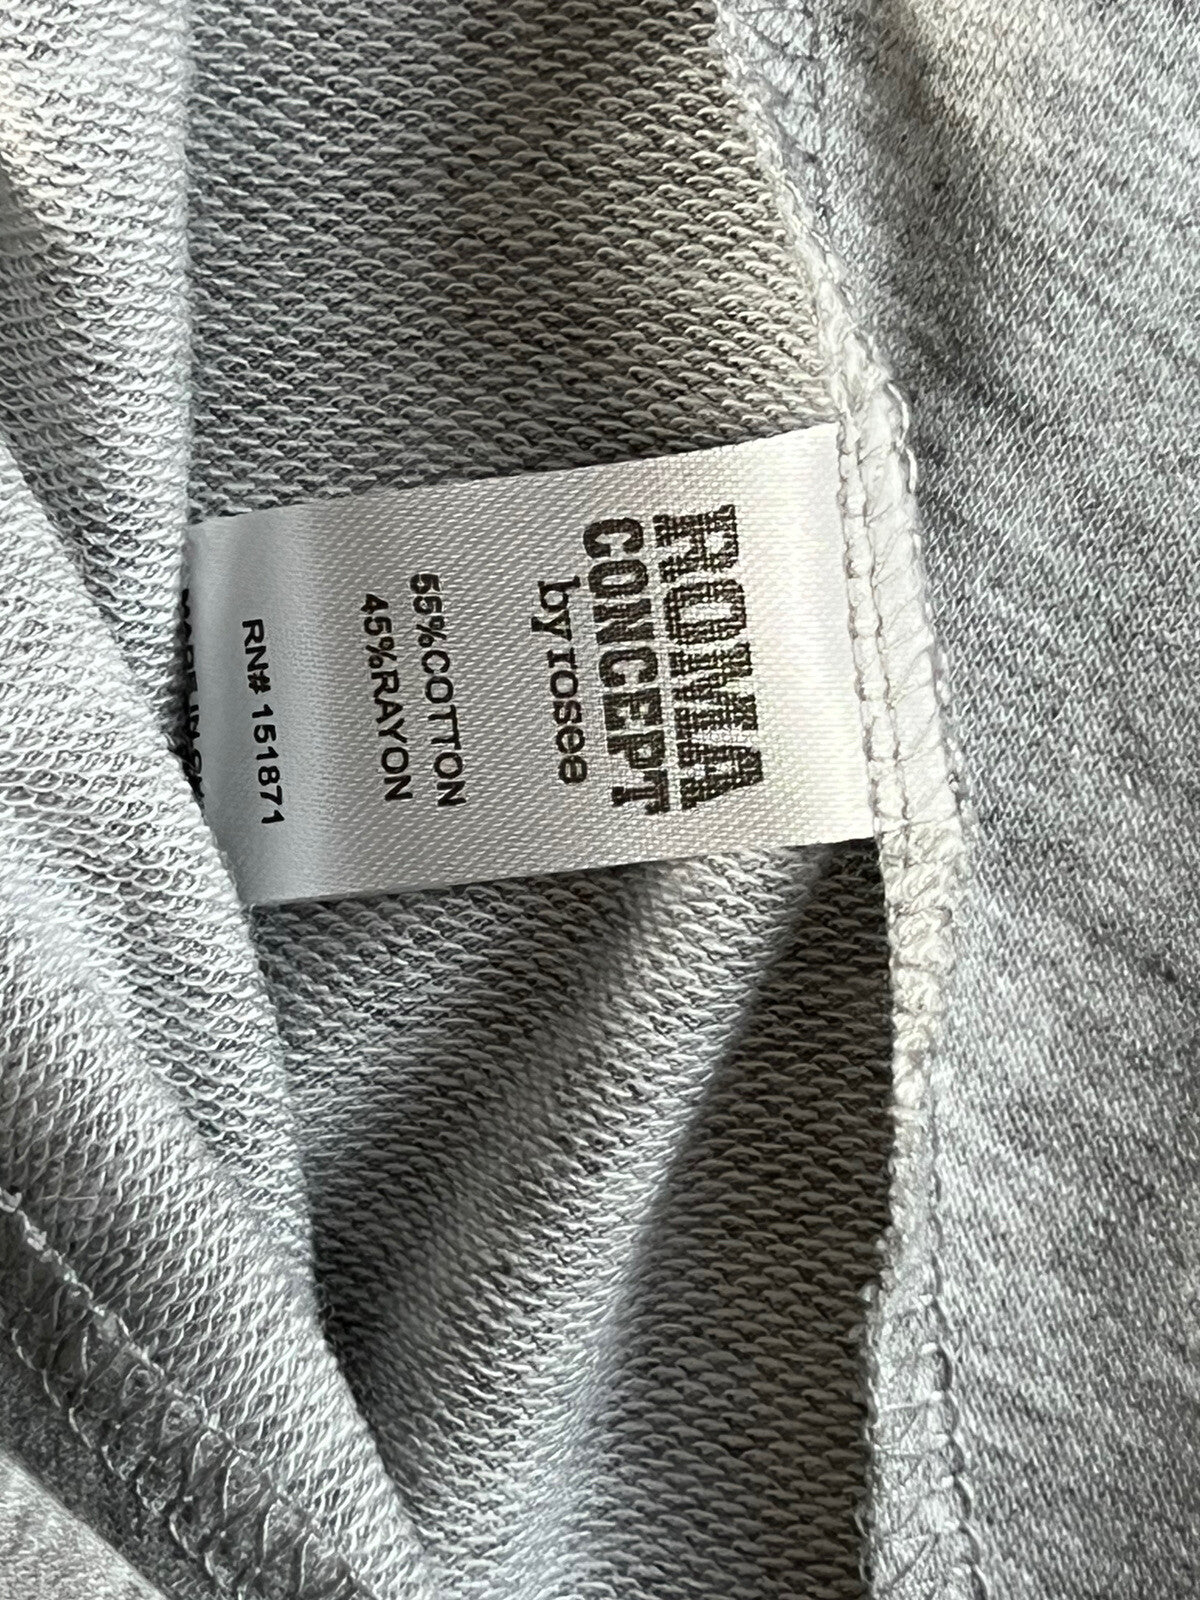 ROMA
CONCEPT
by rosee
55%COTTON
45%RAYON
RN# 151871